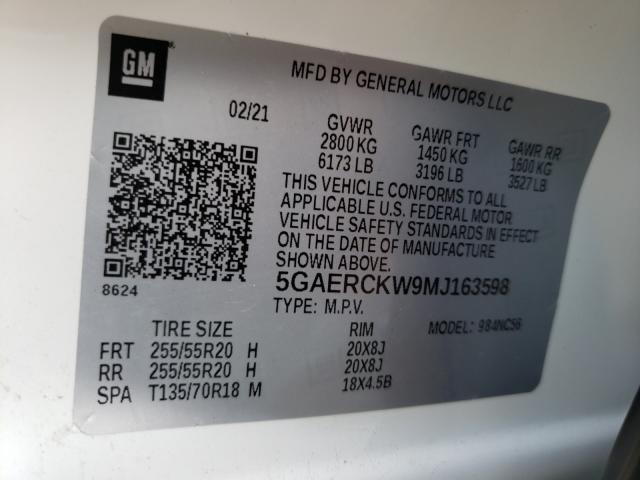 GM
MFD BY GENERAL MOTORS LLC
02/21
GVWR GAWR FRT GAWR RR
2800 KG 1450 KG 1600 KG
6173 LB 3196 LB 3527 LB
THIS VEHICLE CONFORMS TO ALL
APPLICABLE U.S. FEDERAL MOTOR
VEHICLE SAFETY STANDARDS IN EFFECT
ON THE DATE OF MANUFACTURE
SHOWN ABOVE.
8624
5GAERCKW9MJ163598
TYPE: M.P.V. MODEL: 984NC56
TIRE SIZE RIM
FRT 255/55R20 H 20X8J
RR 255/55R20 H 20X8J
SPA T135/70R18 M 18X4.5B